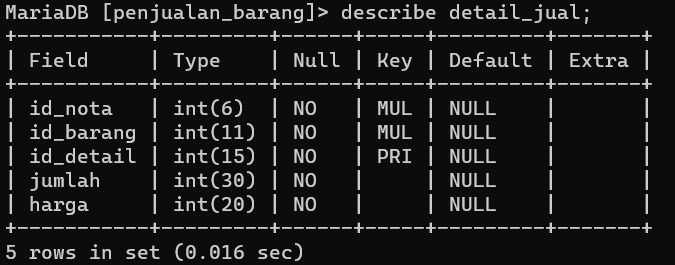 MariaDB [penjualan_barang]> describe detail_jual;
+-----------+---------+------+-----+---------+-------+
| Field     | Type    | Null | Key | Default | Extra |
+-----------+---------+------+-----+---------+-------+
| id_nota   | int(6)  | NO   | MUL | NULL    |       |
| id_barang | int(11) | NO   | MUL | NULL    |       |
| id_detail | int(15) | NO   | PRI | NULL    |       |
| jumlah    | int(30) | NO   |     | NULL    |       |
| harga     | int(20) | NO   |     | NULL    |       |
+-----------+---------+------+-----+---------+-------+
5 rows in set (0.016 sec)